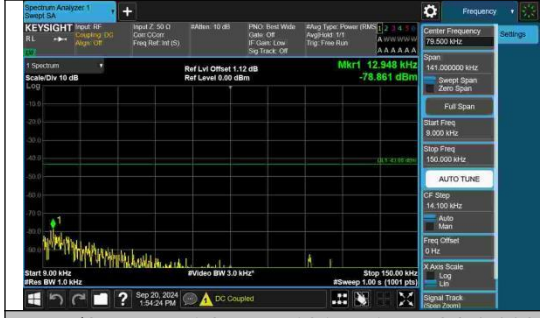 Spectrum Analyzer 1
Swept SA
+
Frequency
KEYSIGHT
RL
Input: RF
Coupling: DC
Align: Off
Input Z: 50 Ω
Corr CCorr
Freq Ref: Int (S)
#Atten: 10 dB
PNO: Best Wide
Gate: Off
IF Gain: Low
Sig Track: Off
#Avg Type: Power (RMS
Avg|Hold: 1/1
Trig: Free Run
1 2 3 4 5 6
A W W W W W
A A A A A A
1 Spectrum
Scale/Div 10 dB
Log
Ref Lvl Offset 1.12 dB
Ref Level 0.00 dBm
Mkr1 12.948 kHz
-78.861 dBm
-10.0
-20.0
-30.0
-40.0
-50.0
-60.0
-70.0
-80.0
-90.0
1
Start 9.00 kHz
#Res BW 1.0 kHz
#Video BW 3.0 kHz*
Stop 150.00 kHz
#Sweep 1.00 s (1001 pts)
Sep 20, 2024
1:54:24 PM
DC Coupled
Center Frequency
79.500 kHz
Settings
Span
141.000000 kHz
Swept Span
Zero Span
Full Span
Start Freq
9.000 kHz
Stop Freq
150.000 kHz
AUTO TUNE
CF Step
14.100 kHz
Auto
Man
Freq Offset
0 Hz
X Axis Scale
Log
Lin
Signal Track
(Span Zoom)